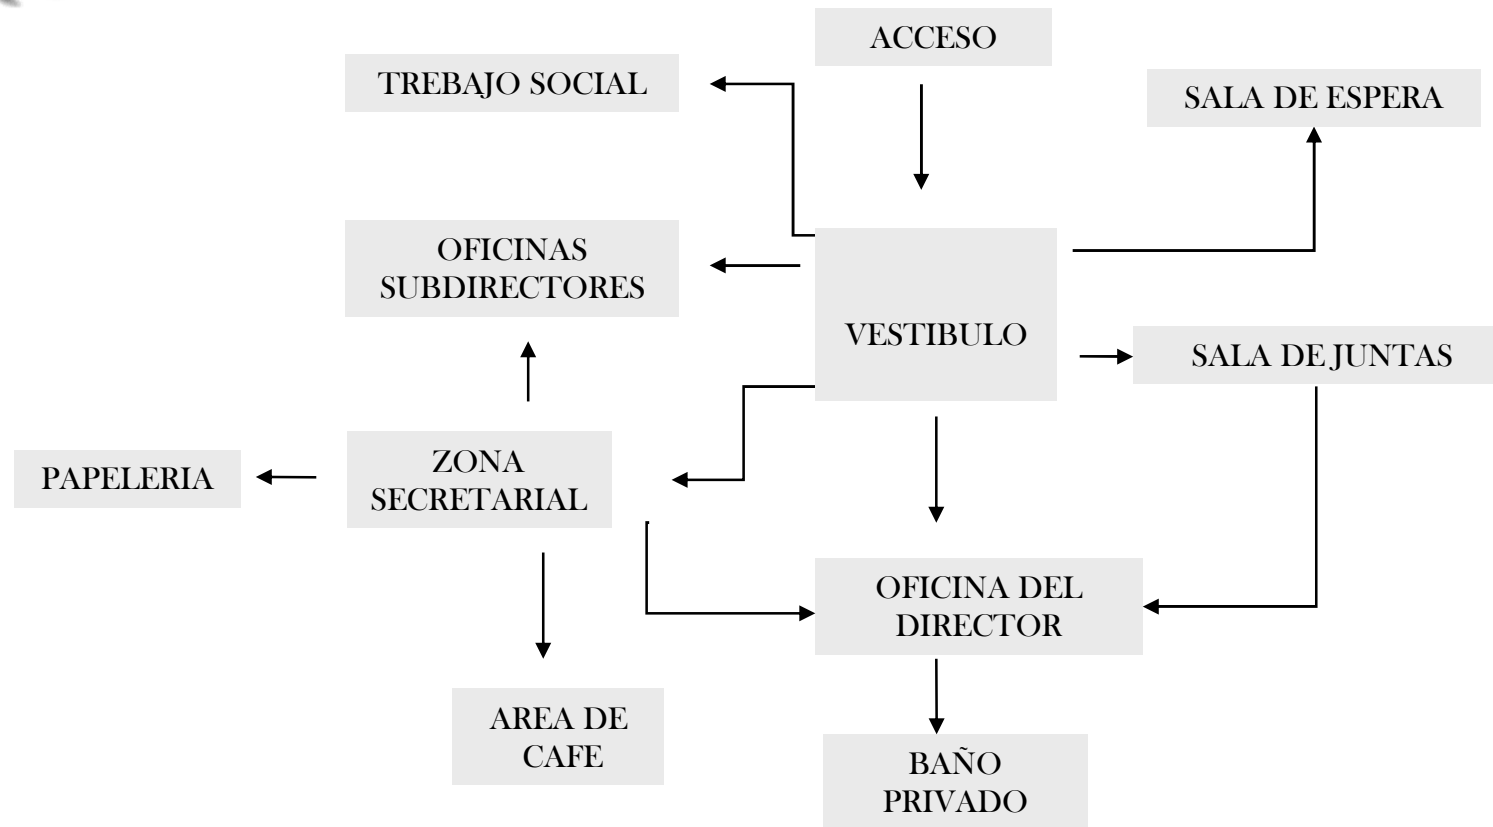 ACCESO
TREBAJO SOCIAL
SALA DE ESPERA
OFICINAS
SUBDIRECTORES
VESTIBULO
SALA DE JUNTAS
PAPELERIA
ZONA
SECRETARIAL
OFICINA DEL
DIRECTOR
AREA DE
CAFE
BAÑO
PRIVADO